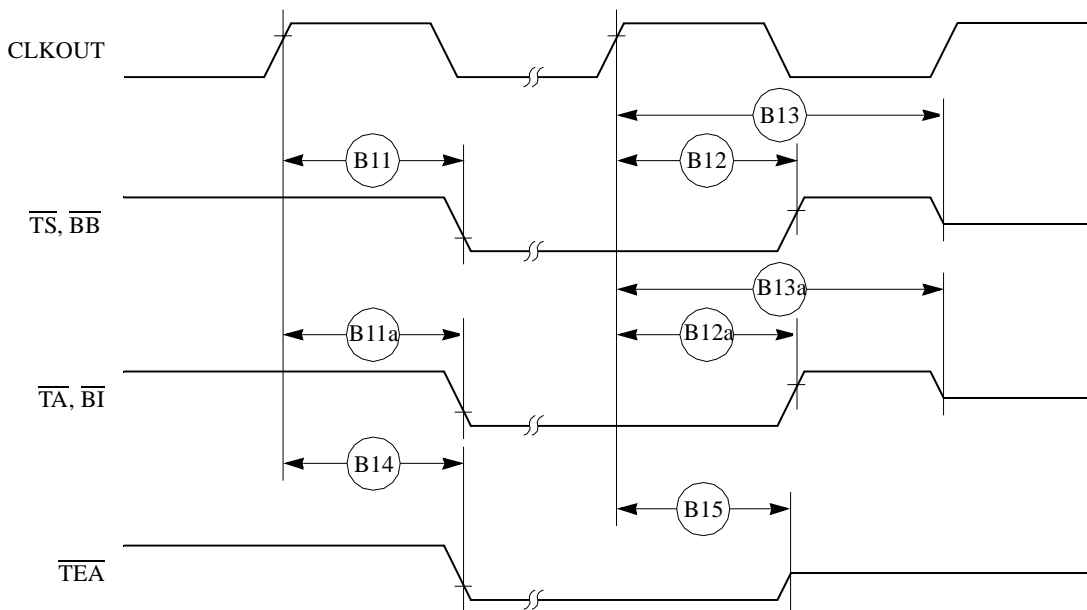 CLKOUT
B13
B11
B12
TS, BB
B13a
B11a
B12a
TA, BI
B14
B15
TEA